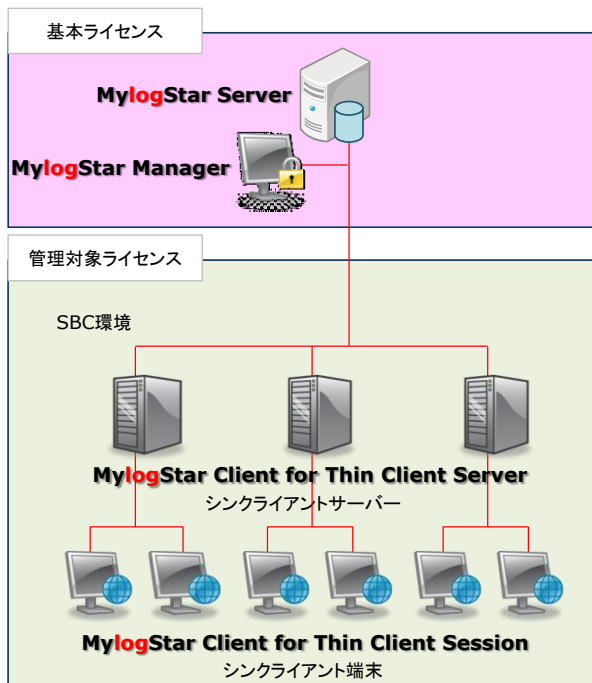 基本ライセンス
MylogStar Server
MylogStar Manager
管理対象ライセンス
SBC環境
MylogStar Client for Thin Client Server
シンクライアントサーバー
MylogStar Client for Thin Client Session
シンクライアント端末